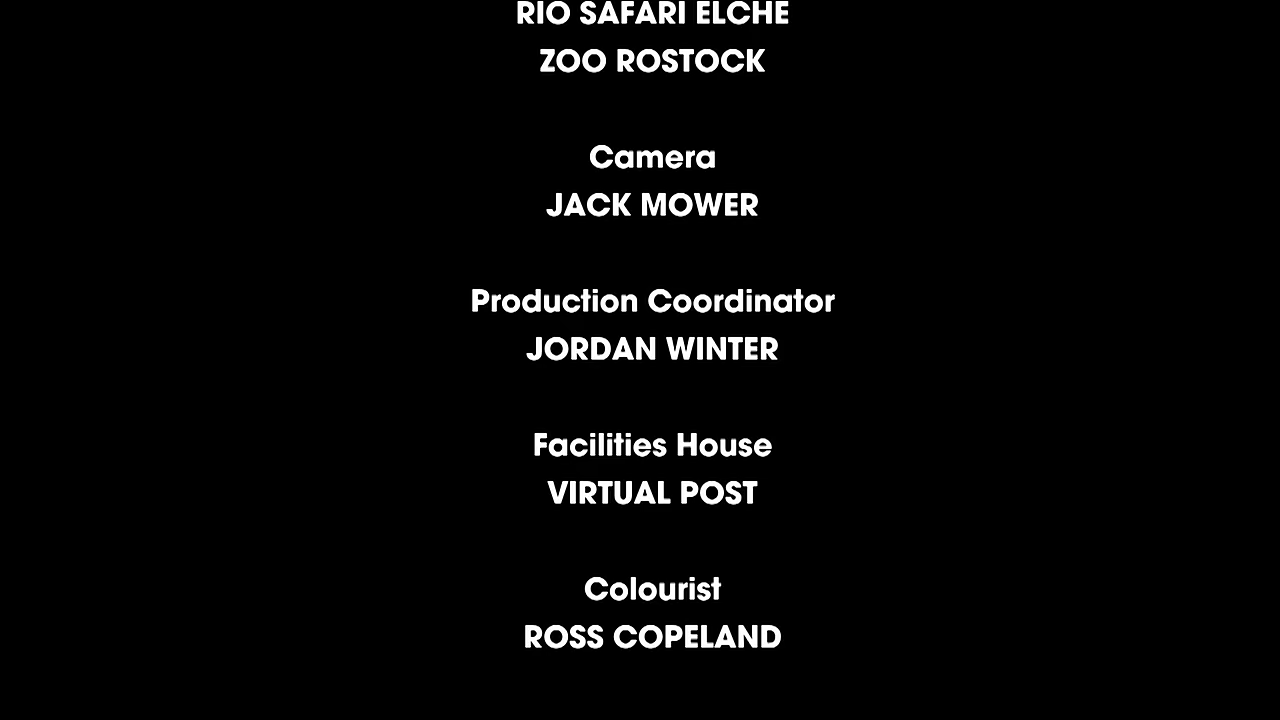 RIO SAFARI ELCHE
ZOO ROSTOCK
Camera
JACK MOWER
Production Coordinator
JORDAN WINTER
Facilities House
VIRTUAL POST
Colourist
ROSS COPELAND